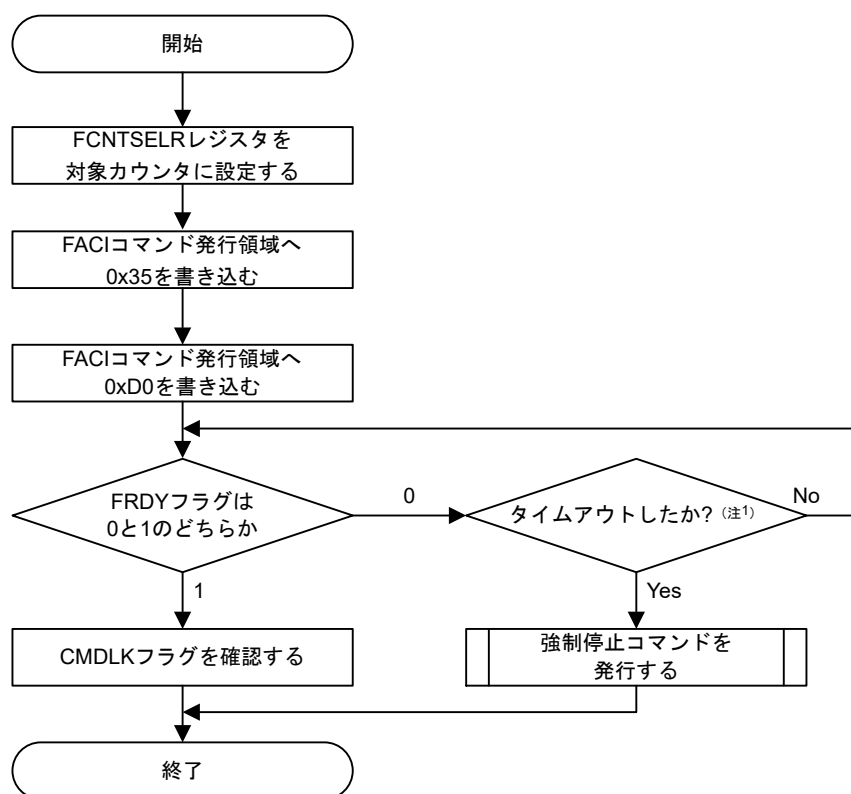 開始
FCNTSELRレジスタを
対象カウンタに設定する
FACIコマンド発行領域へ
0x35を書き込む
FACIコマンド発行領域へ
0xD0を書き込む
FRDYフラグは
0と1のどちらか
0
タイムアウトしたか? (注1)
No
1
Yes
CMDLKフラグを確認する
強制停止コマンドを
発行する
終了